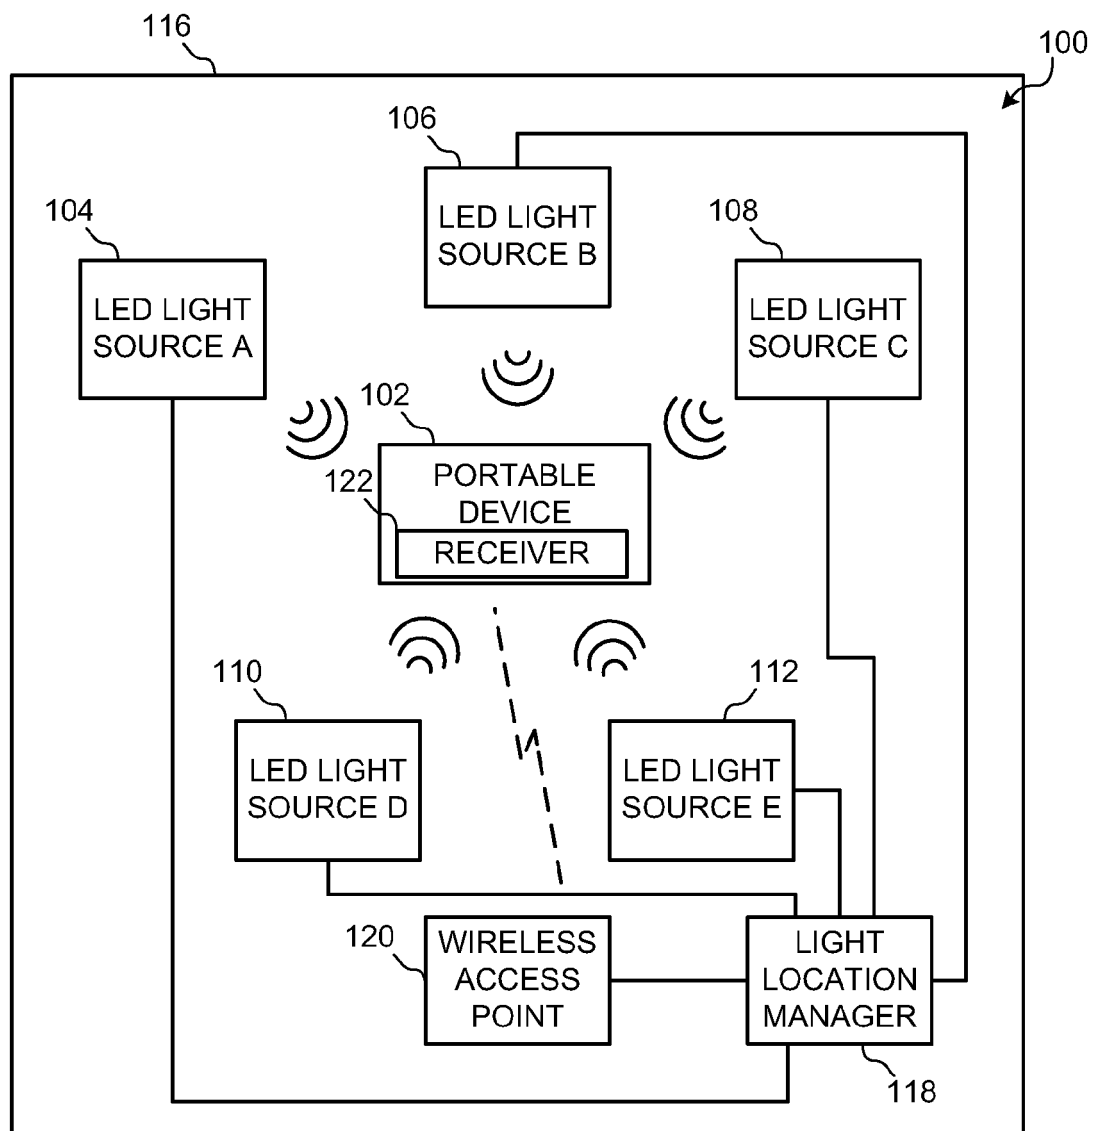 116
100
106
LED LIGHT
SOURCE B
104
LED LIGHT
SOURCE A
108
LED LIGHT
SOURCE C
102
PORTABLE
DEVICE
122
RECEIVER
110
LED LIGHT
SOURCE D
112
LED LIGHT
SOURCE E
120
WIRELESS
ACCESS
POINT
LIGHT
LOCATION
MANAGER
118